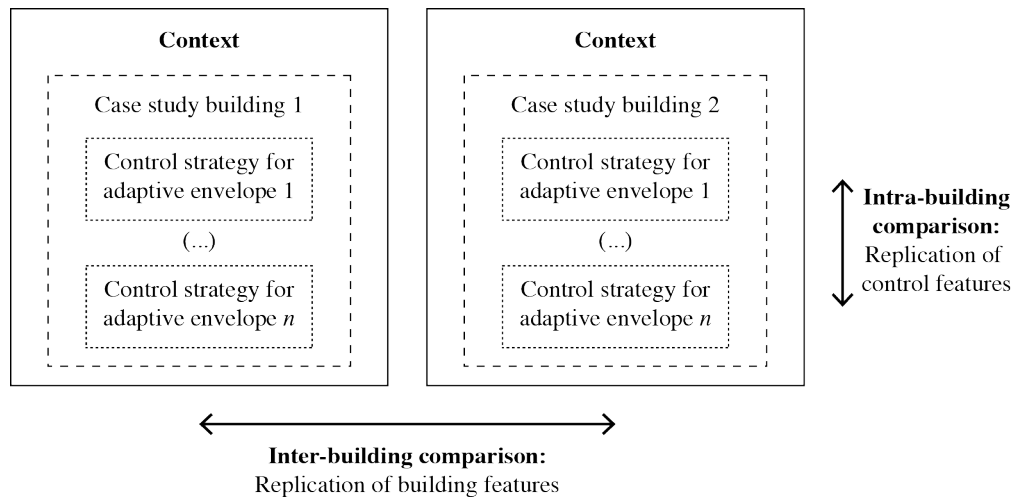 Context
Case study building 1
Control strategy for
adaptive envelope 1
(...)
Control strategy for
adaptive envelope n
Context
Case study building 2
Control strategy for
adaptive envelope 1
(...)
Control strategy for
adaptive envelope n
Intra-building
comparison:
Replication of
control features
Inter-building comparison:
Replication of building features